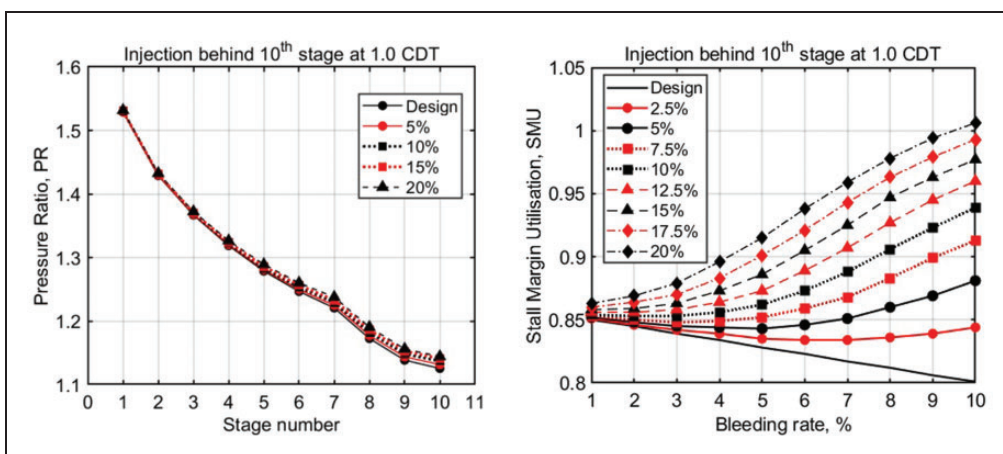 Injection behind 10th stage at 1.0 CDT
1.6
1.5
1.4
1.3
1.2
1.1
Pressure Ratio, PR
0 1 2 3 4 5 6 7 8 9 10 11
Stage number
Design
5%
10%
15%
20%
Injection behind 10th stage at 1.0 CDT
1.05
1
0.95
0.9
0.85
0.8
Stall Margin Utilisation, SMU
1 2 3 4 5 6 7 8 9 10
Bleeding rate, %
Design
2.5%
5%
7.5%
10%
12.5%
15%
17.5%
20%